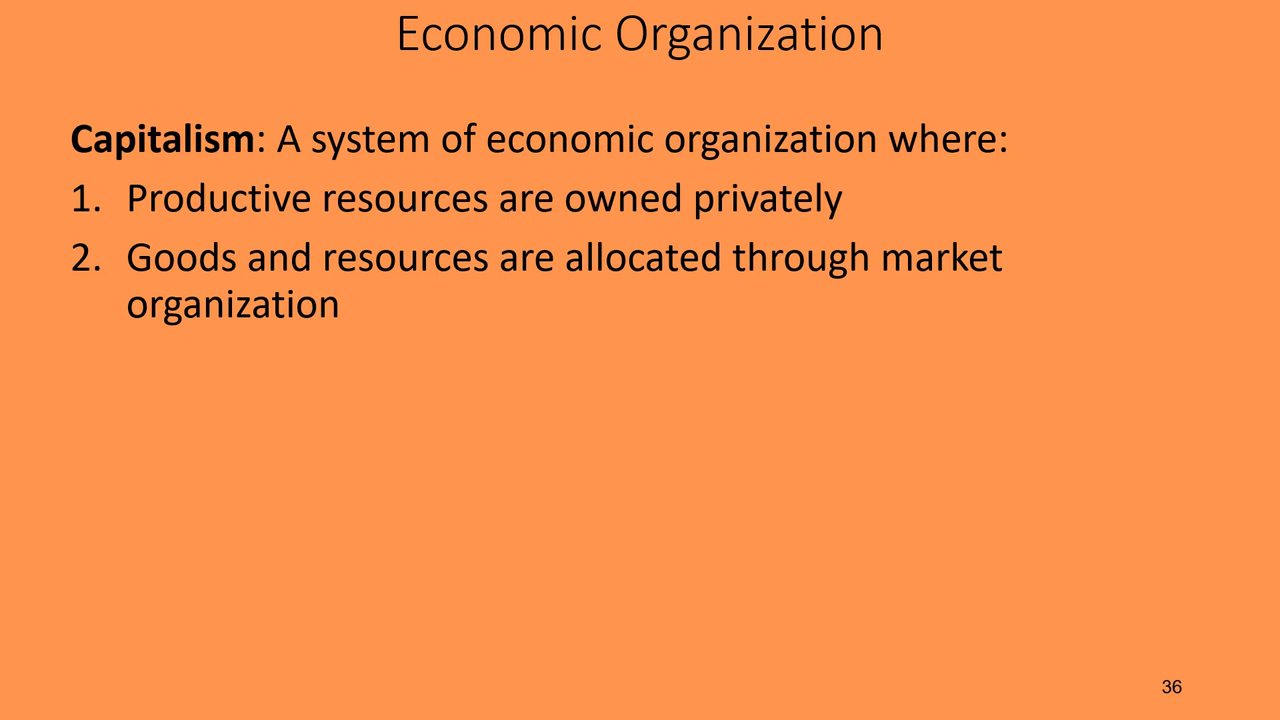 Economic Organization
Capitalism: A system of economic organization where:
1. Productive resources are owned privately
2. Goods and resources are allocated through market
organization
36